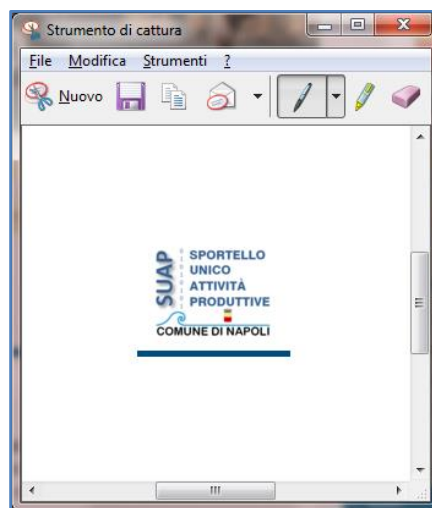 Strumento di cattura
File Modifica Strumenti ?
Nuovo
SUAP
SPORTELLO
UNICO
ATTIVITÀ
PRODUTTIVE
COMUNE DI NAPOLI